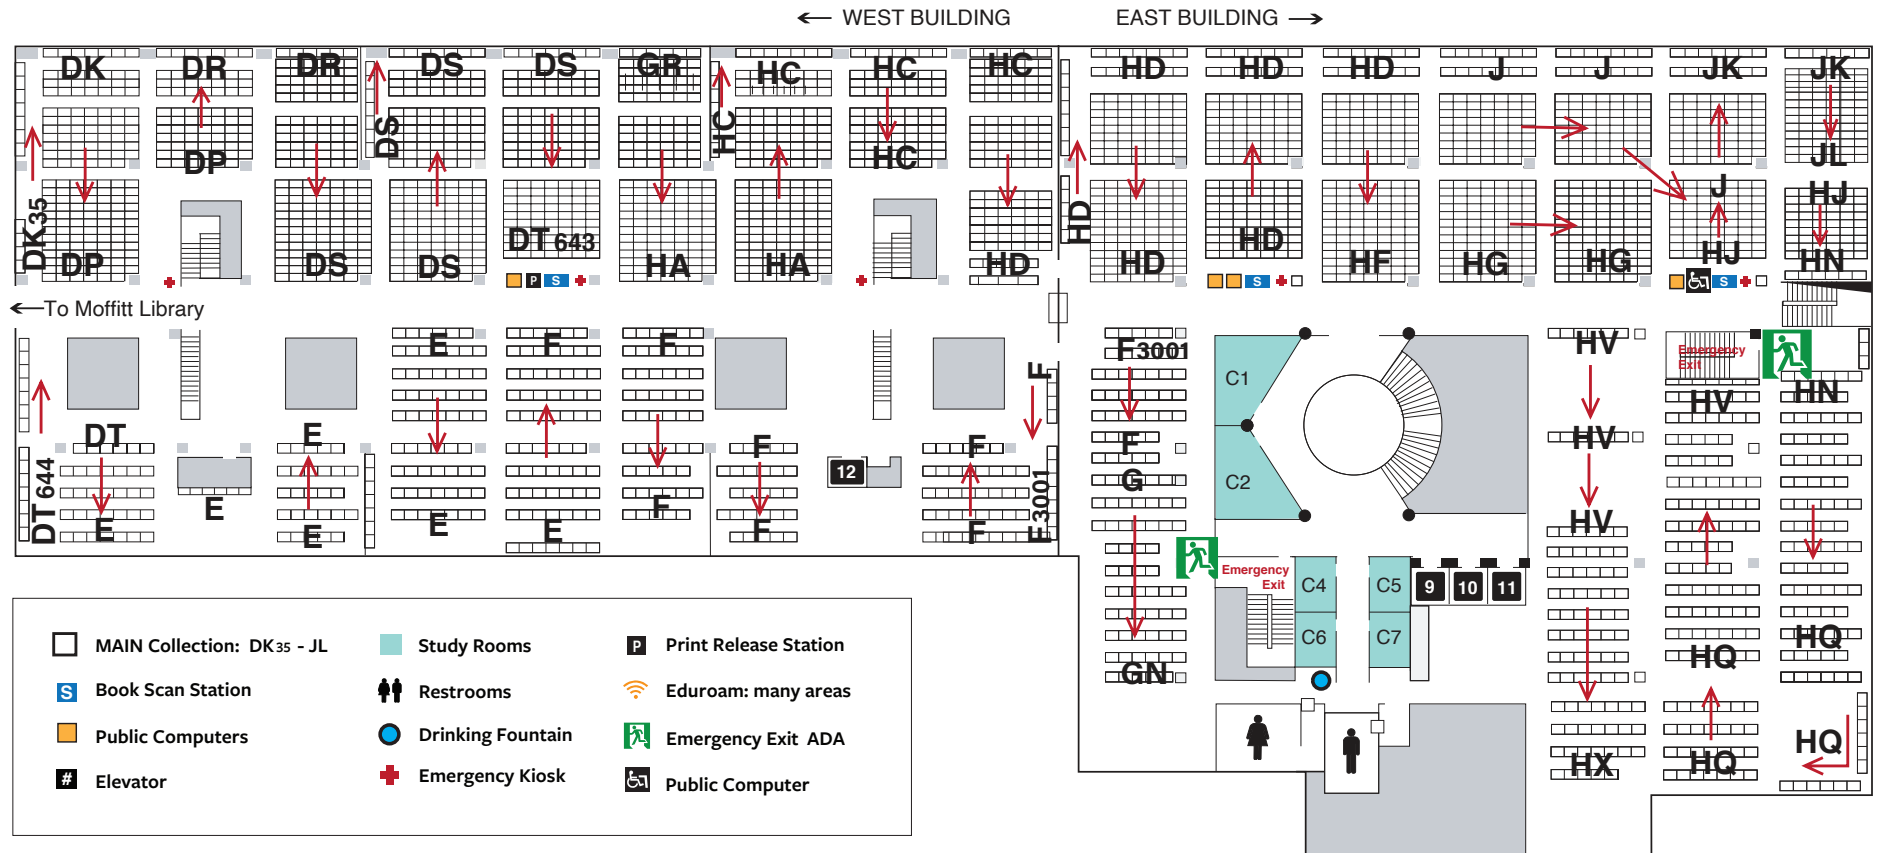 ← WEST BUILDING EAST BUILDING →
DK DR DR DS DS GR HC HC HC HD HD HD J J JK JK
DS HC
DP HC JL
DK35 HD J HJ
DT 643 HD HJ
DP DS DS HA HA HD HD HF HG HG HN
P S S S
←To Moffitt Library
E F F F3001 HV Emergency Exit
F C1 HV HN
DT E F F F HV
12 G C2
DT 644 E F F3001 HV
E E E E F F
Emergency Exit C4 C5 9 10 11
C6 C7 HQ
GN HQ
HQ
HX HQ
MAIN Collection: DK35 - JL
Book Scan Station
Public Computers
# Elevator
Study Rooms
Restrooms
Drinking Fountain
Emergency Kiosk
P Print Release Station
Eduroam: many areas
Emergency Exit ADA
Public Computer